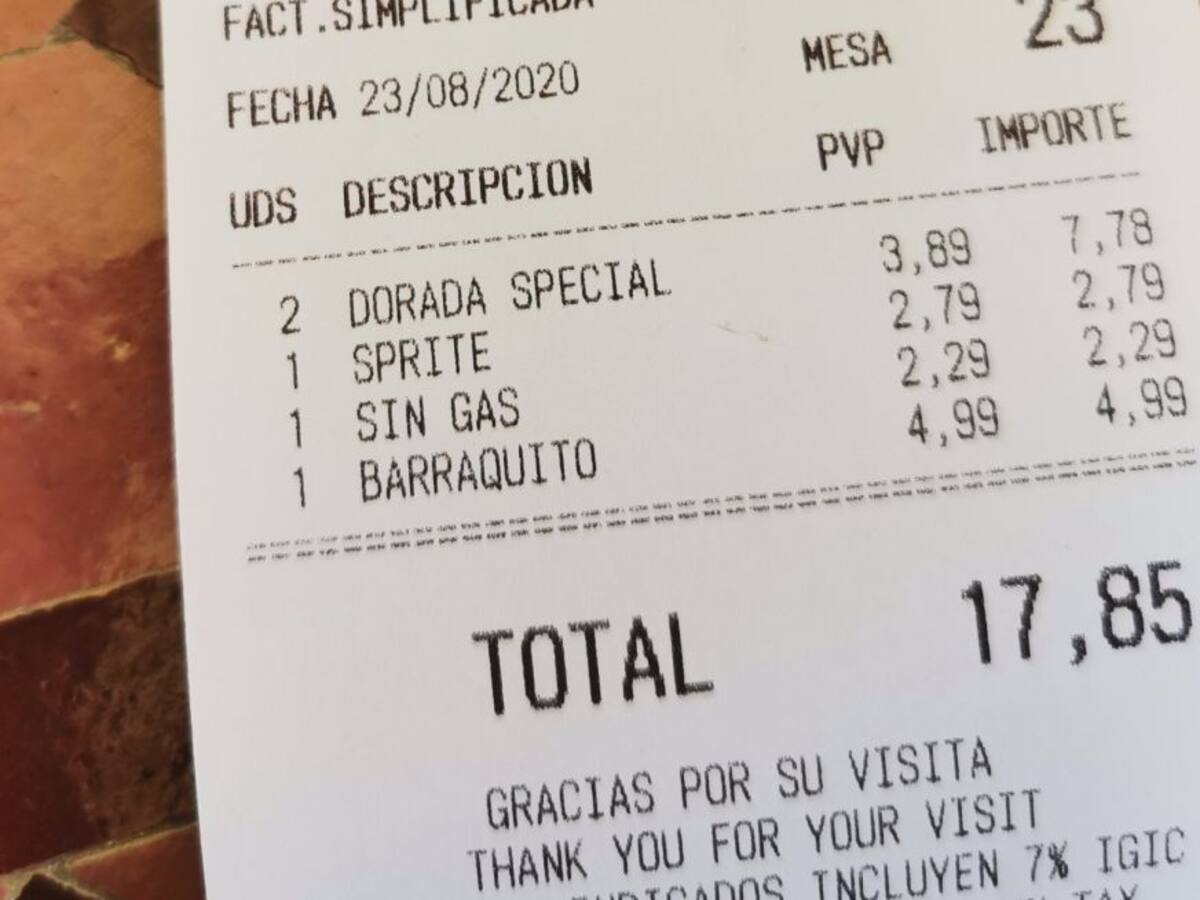 FACT.SIMPLIFICADA
FECHA 23/08/2020 MESA 23
UDS DESCRIPCION PVP IMPORTE
2 DORADA SPECIAL 3,89 7,78
1 SPRITE 2,79 2,79
1 SIN GAS 2,29 2,29
1 BARRAQUITO 4,99 4,99
TOTAL 17,85
GRACIAS POR SU VISITA
THANK YOU FOR YOUR VISIT
INCLUYEN 7% IGIC
TAX